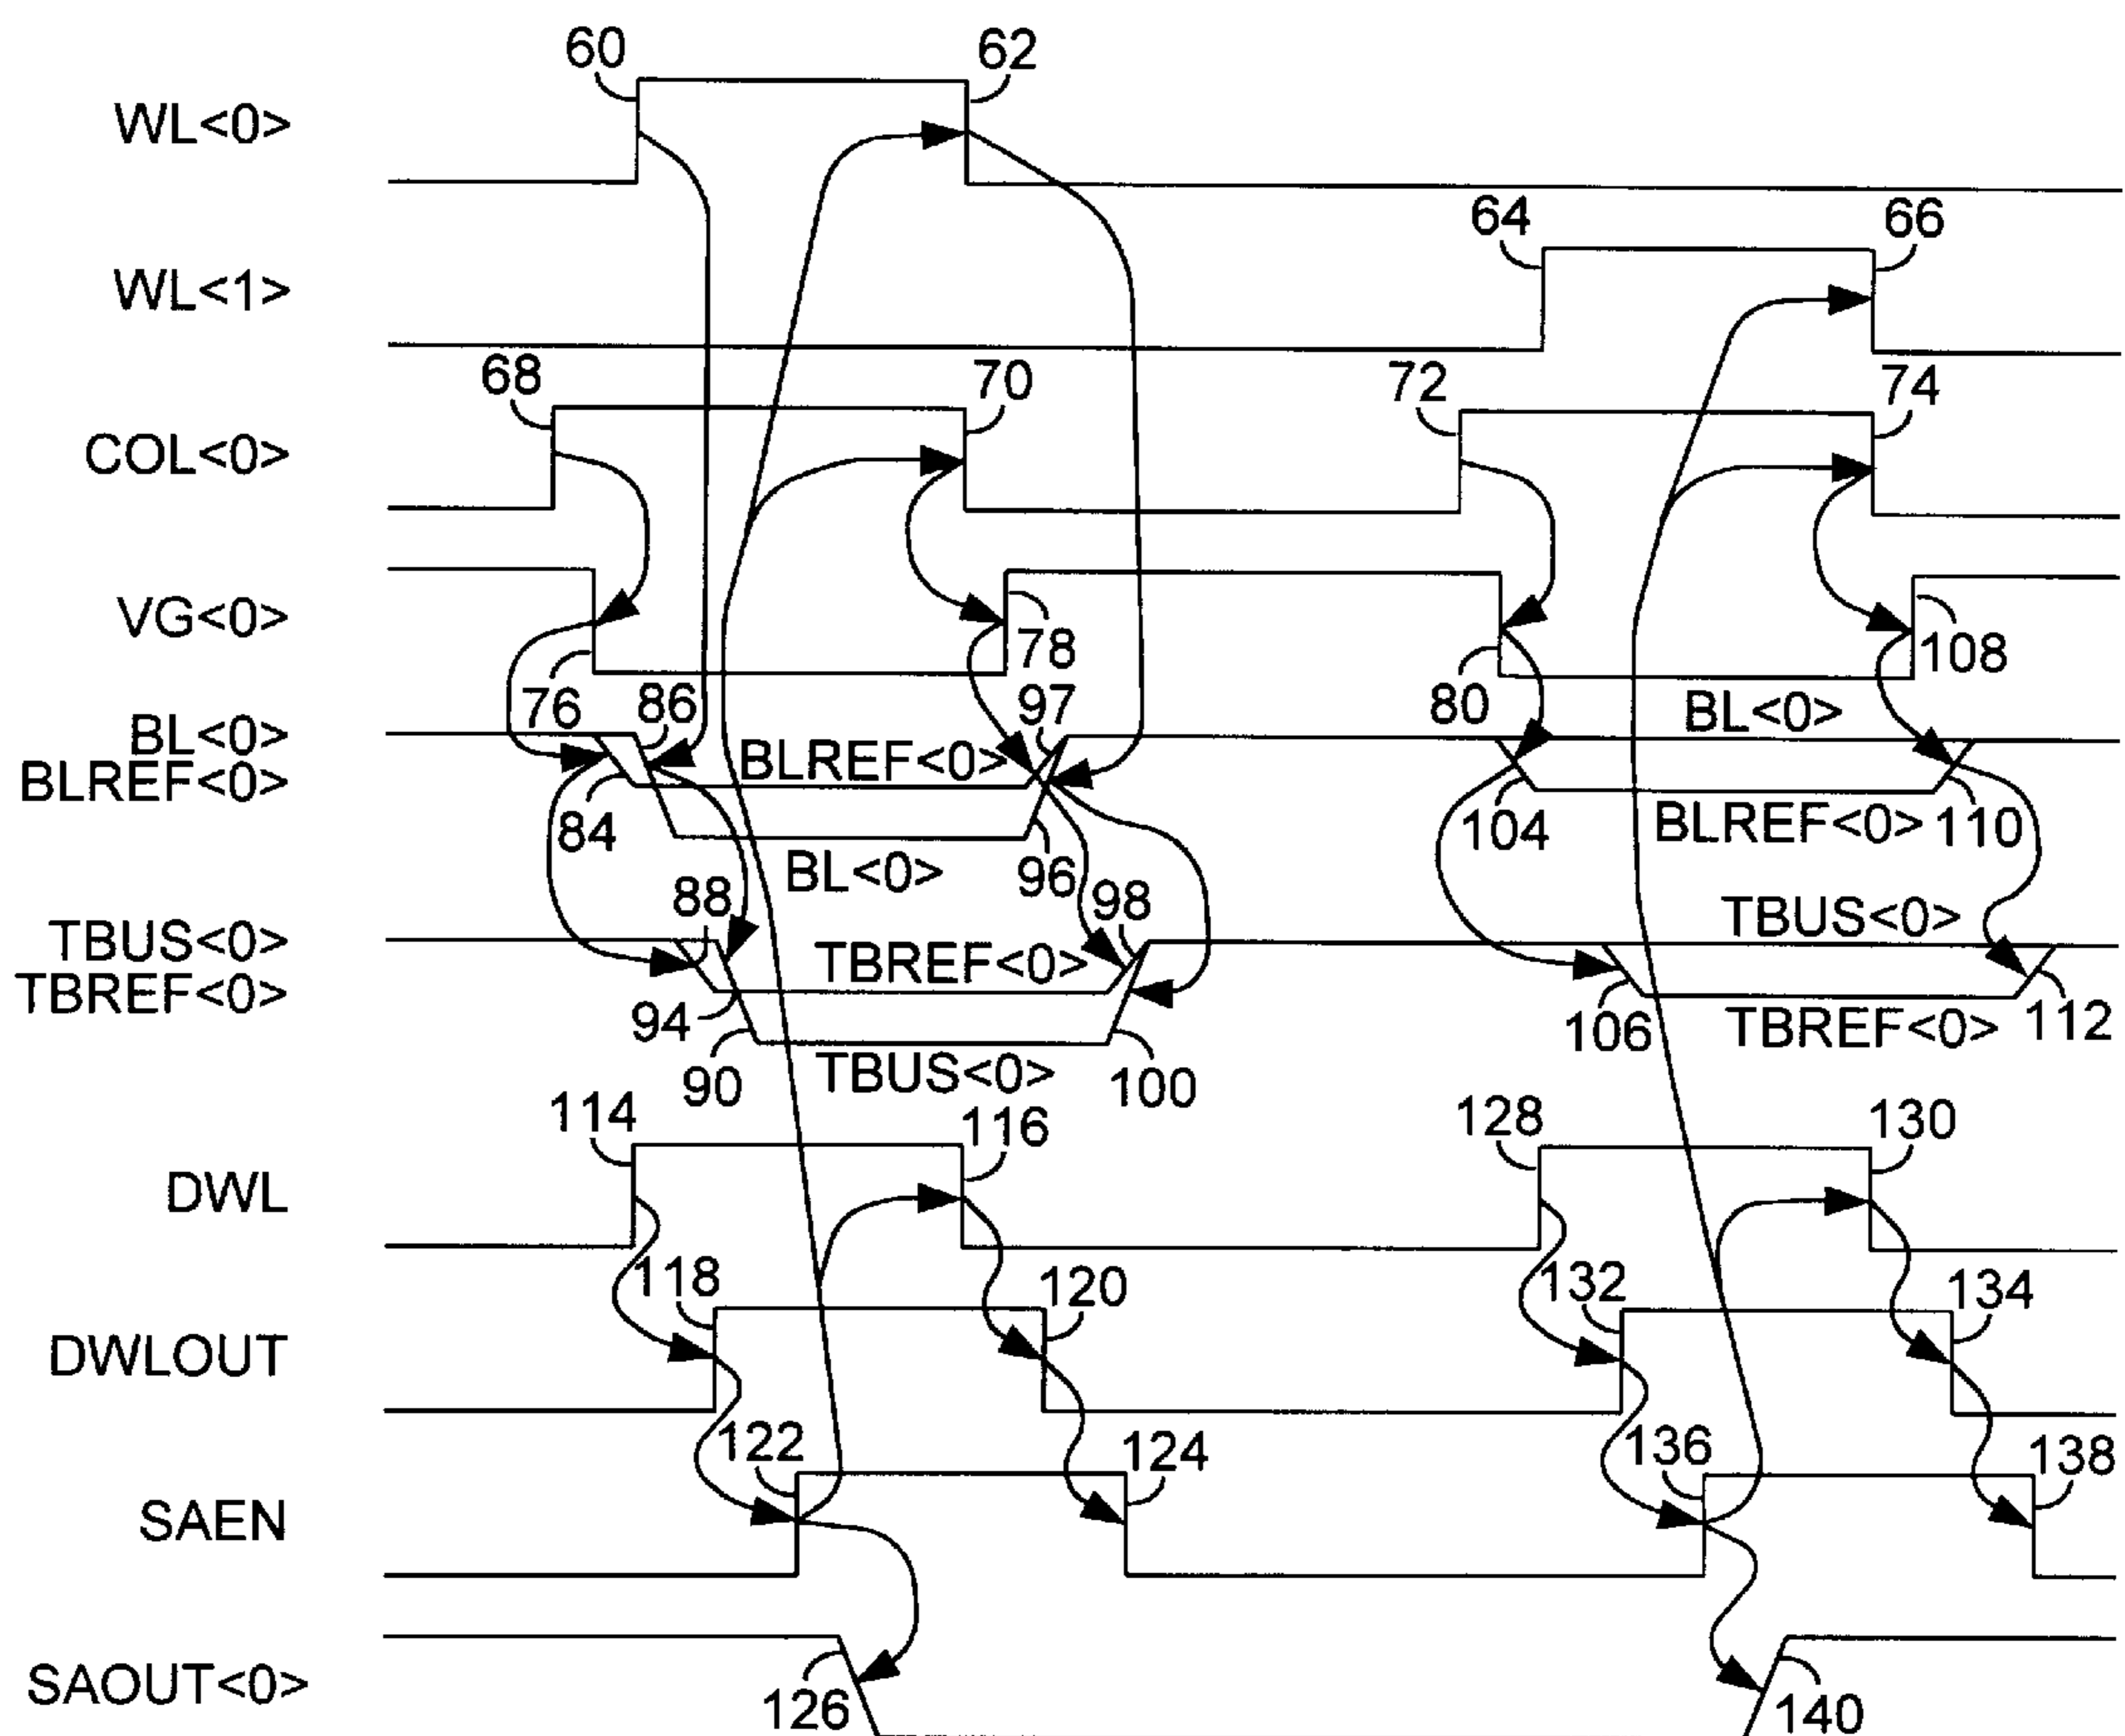 60
62
WL<0>
64
66
WL<1>
68
70
72
74
COL<0>
VG<0>
76
86
78
97
80
108
BL<0>
BL<0>
BLREF<0>
BLREF<0>
84
BL<0>
96
104
BLREF<0>
110
88
98
TBUS<0>
TBUS<0>
TBREF<0>
TBREF<0>
94
90
TBUS<0>
100
106
TBREF<0>
112
114
116
128
130
DWL
118
120
132
134
DWLOUT
122
124
136
138
SAEN
SAOUT<0>
126
140